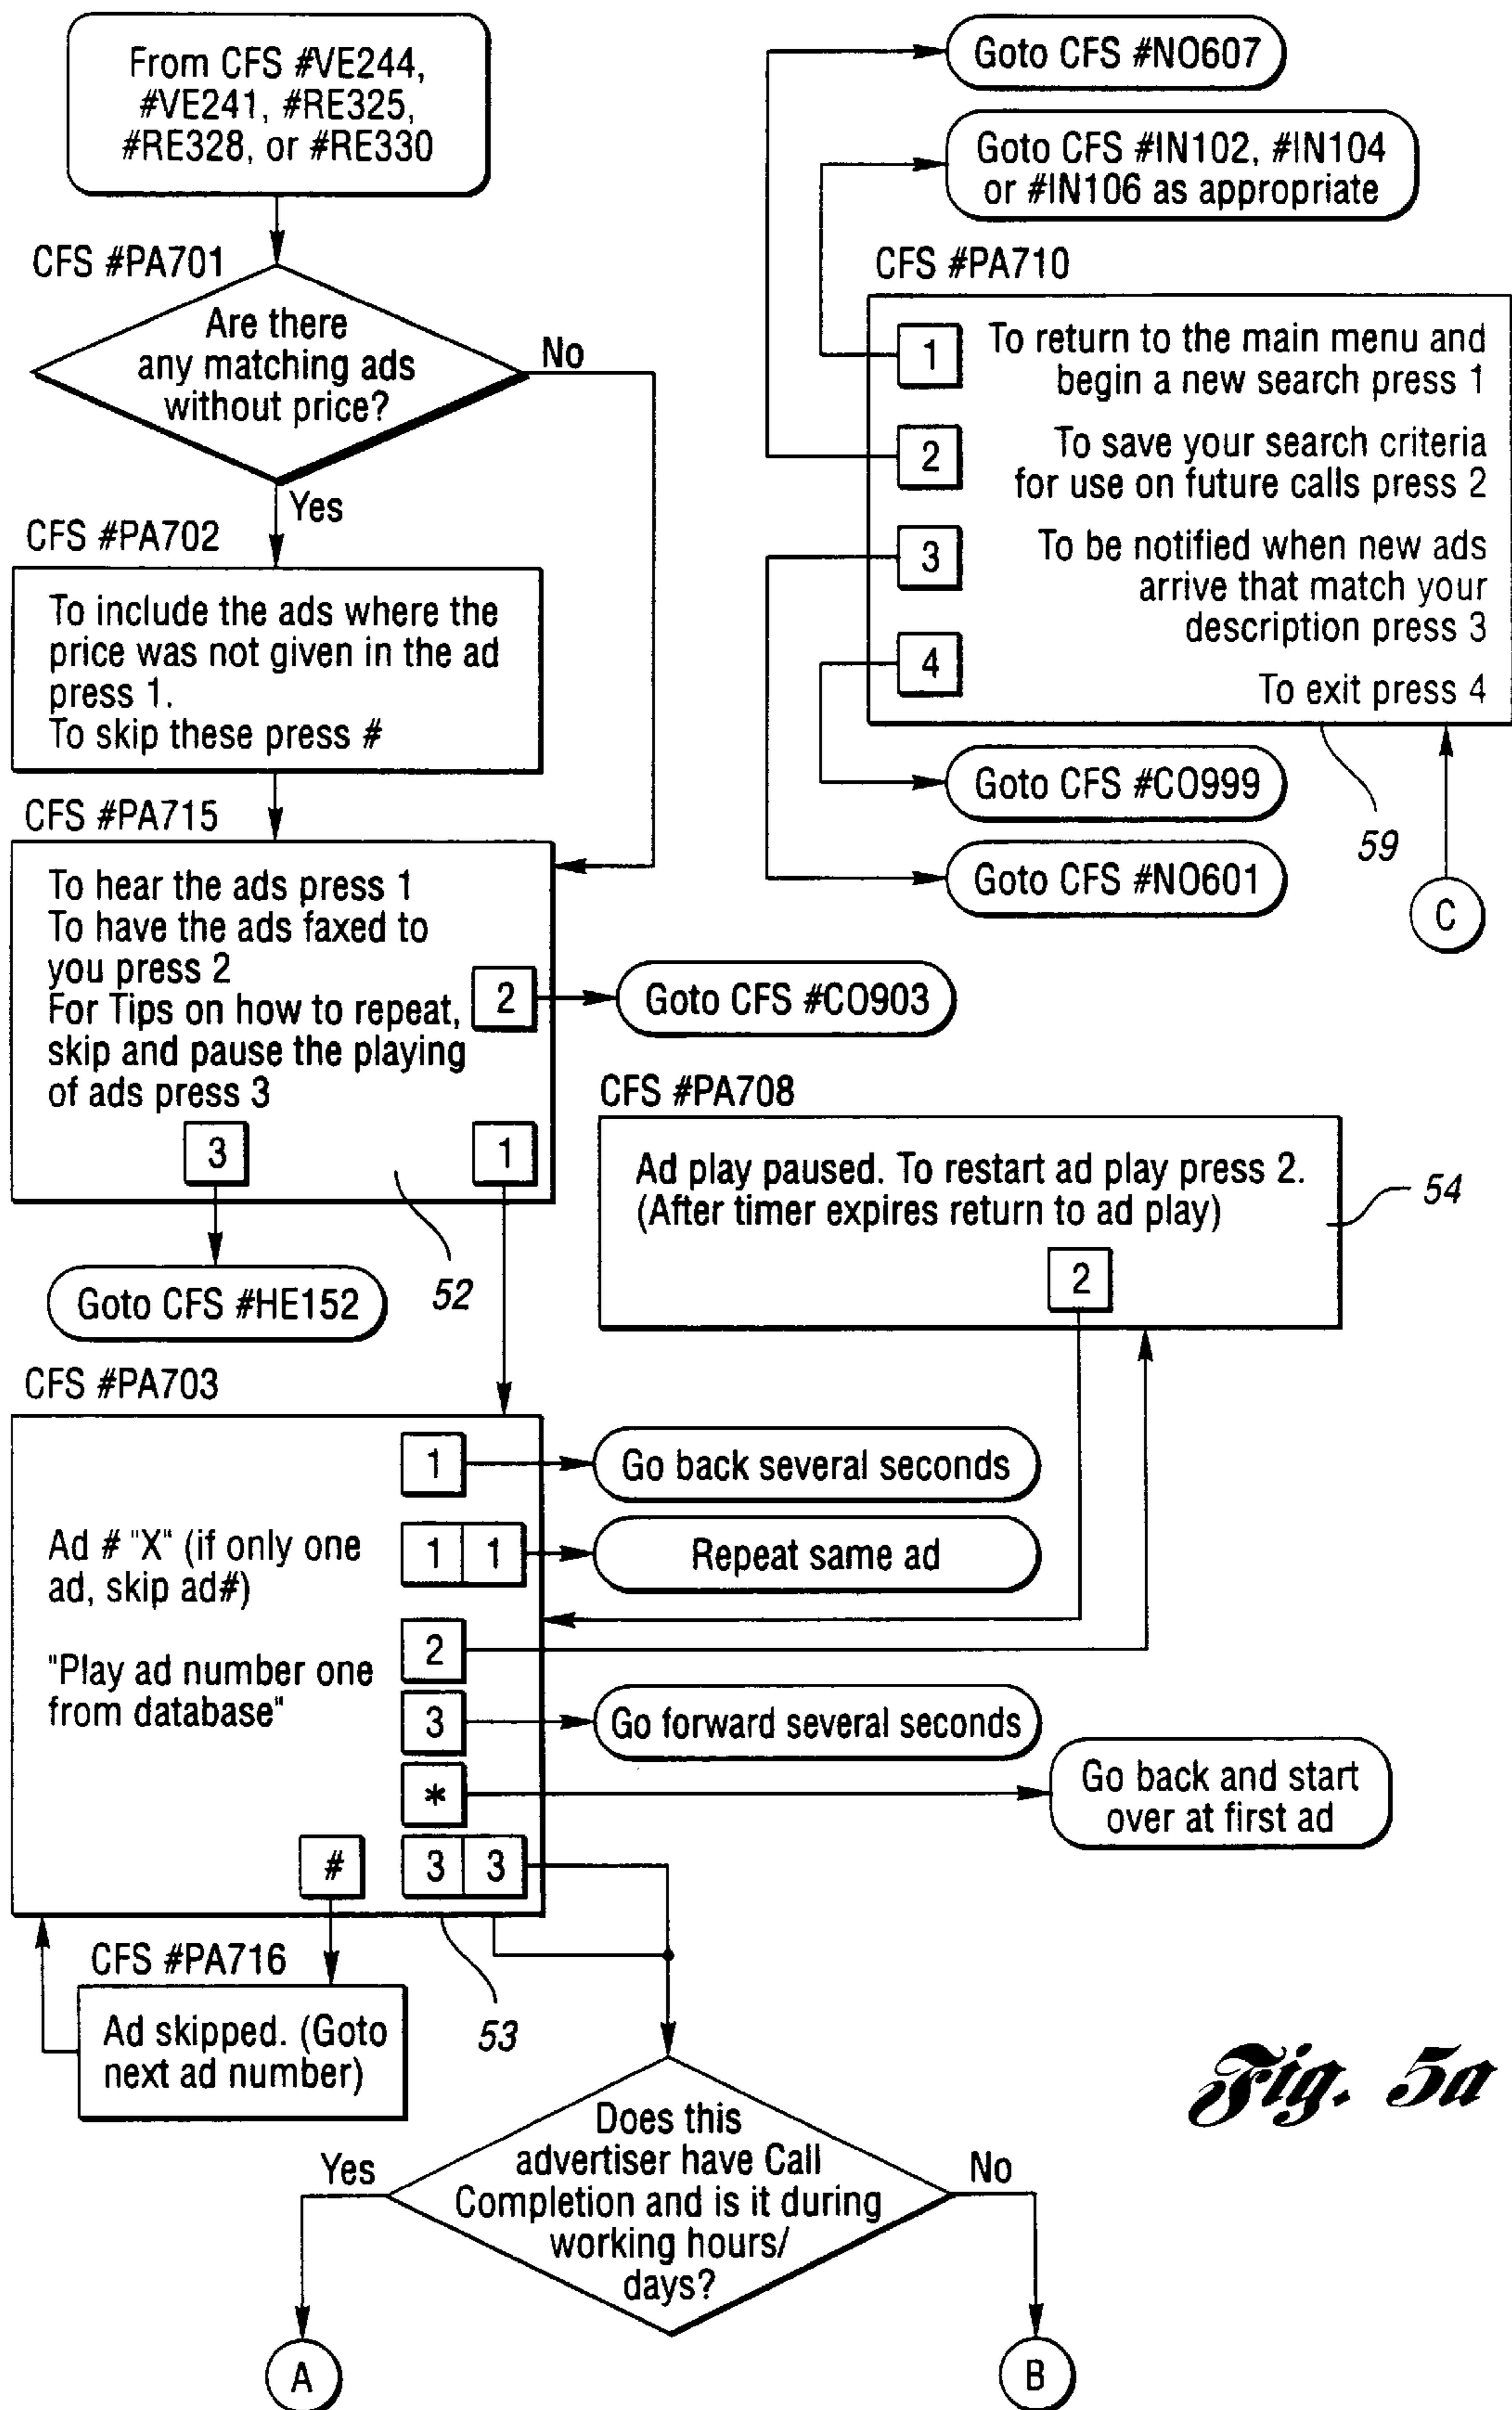 From CFS #VE244,
#VE241, #RE325,
#RE328, or #RE330
CFS #PA701
Are there
any matching ads
without price?
No
Yes
CFS #PA702
To include the ads where the
price was not given in the ad
press 1.
To skip these press #
CFS #PA715
To hear the ads press 1
To have the ads faxed to
you press 2
For Tips on how to repeat,
skip and pause the playing
of ads press 3
2
3
1
Goto CFS #CO903
Goto CFS #HE152
52
Goto CFS #NO607
Goto CFS #IN102, #IN104
or #IN106 as appropriate
CFS #PA710
1
To return to the main menu and
begin a new search press 1
2
To save your search criteria
for use on future calls press 2
3
To be notified when new ads
arrive that match your
description press 3
4
To exit press 4
Goto CFS #CO999
59
Goto CFS #NO601
C
CFS #PA708
Ad play paused. To restart ad play press 2.
(After timer expires return to ad play)
2
54
CFS #PA703
1
Go back several seconds
Ad # "X" (if only one
ad, skip ad#)
1 1
Repeat same ad
2
"Play ad number one
from database"
3
Go forward several seconds
*
Go back and start
over at first ad
#
3 3
CFS #PA716
Ad skipped. (Goto
next ad number)
53
Does this
advertiser have Call
Completion and is it during
working hours/
days?
Yes
No
A
B
Fig. 5a